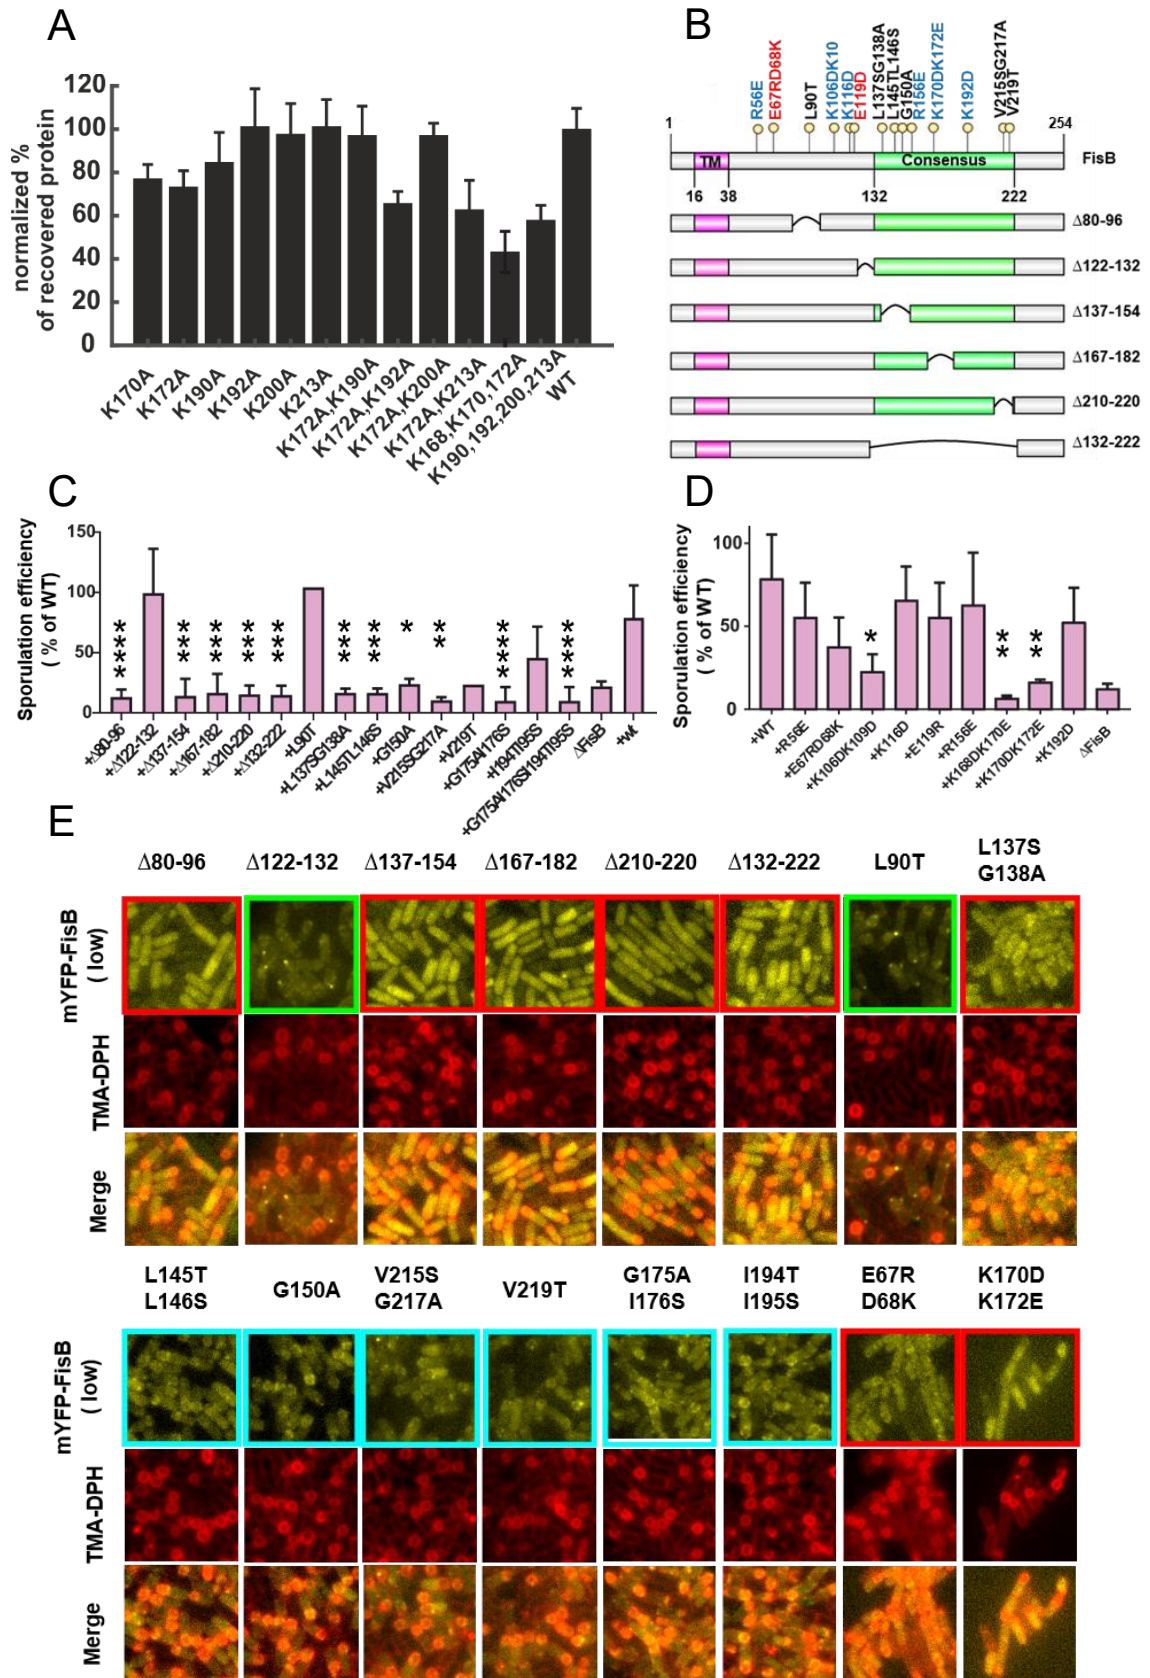 A
normalized %
of recovered protein
120
100
80
60
40
20
0
K170A
K172A
K190A
K192A
K200A
K213A
K172A,K190A
K172A,K192A
K172A,K200A
K172A,K213A
K168,K170,172A
K190,192,200,213A
WT
B
R56E
E67RD68K
L90T
K106DK10
K116D
E119D
L137SG138A
L145TL146S
G150A
R156E
K170DK172E
K192D
V215SG217A
V219T
1
254
TM
Consensus
FisB
16
38
132
222
Δ80-96
Δ122-132
Δ137-154
Δ167-182
Δ210-220
Δ132-222
C
Sporulation efficiency
( % of WT)
150
100
50
0
****
***
***
***
***
***
***
*
**
****
****
+Δ80-96
+Δ122-132
+Δ137-154
+Δ167-182
+Δ210-220
+Δ132-222
+L90T
+L137SG138A
+L145TL146S
+G150A
+V215SG217A
+V219T
+G175AI176S
+I194TI195S
+G175AI176SI194TI195S
ΔFisB
+wt
D
Sporulation efficiency
( % of WT)
100
50
0
*
**
**
+WT
+R56E
+E67RD68K
+K106DK109D
+K116D
+E119R
+R156E
+K168DK170E
+K170DK172E
+K192D
ΔFisB
E
Δ80-96
Δ122-132
Δ137-154
Δ167-182
Δ210-220
Δ132-222
L90T
L137S
G138A
mYFP-FisB
( low)
TMA-DPH
Merge
L145T
L146S
G150A
V215S
G217A
V219T
G175A
I176S
I194T
I195S
E67R
D68K
K170D
K172E
mYFP-FisB
( low)
TMA-DPH
Merge